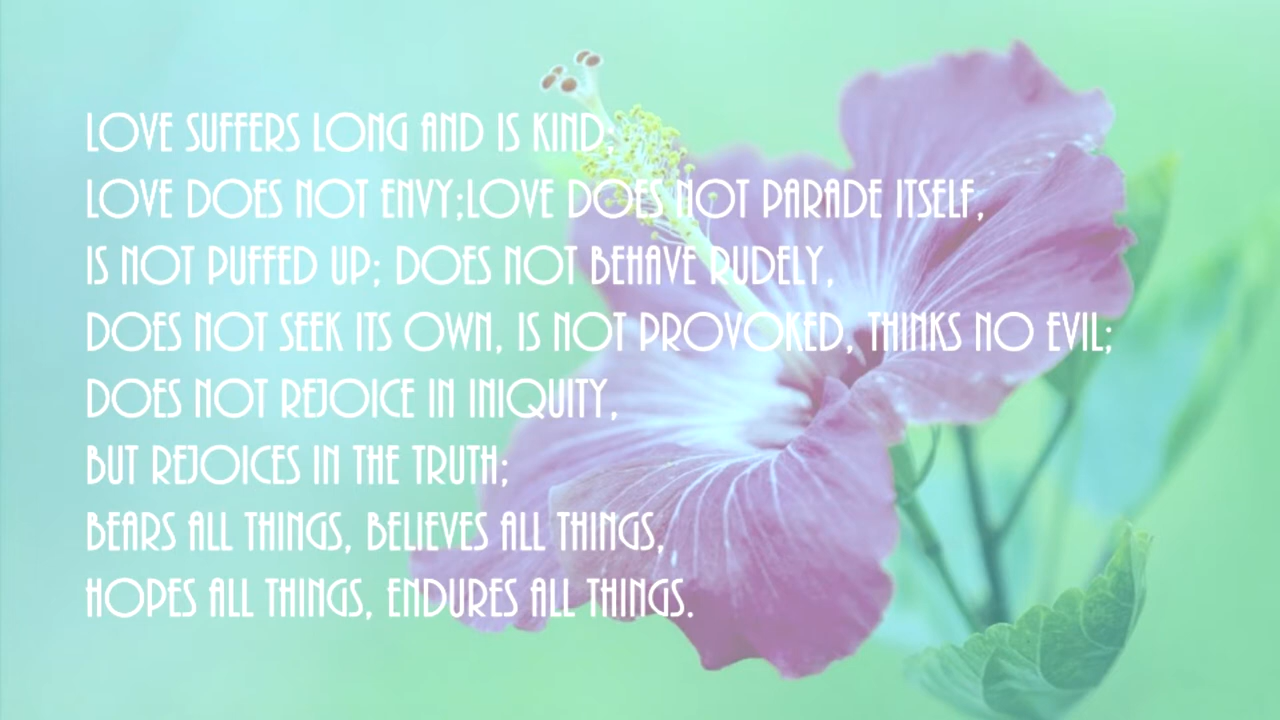 LOVE SUFFERS LONG AND IS KIND;
LOVE DOES NOT ENVY;LOVE DOES NOT PARADE ITSELF,
IS NOT PUFFED UP; DOES NOT BEHAVE RUDELY,
DOES NOT SEEK ITS OWN, IS NOT PROVOKED, THINKS NO EVIL;
DOES NOT REJOICE IN INIQUITY,
BUT REJOICES IN THE TRUTH;
BEARS ALL THINGS, BELIEVES ALL THINGS,
HOPES ALL THINGS, ENDURES ALL THINGS.